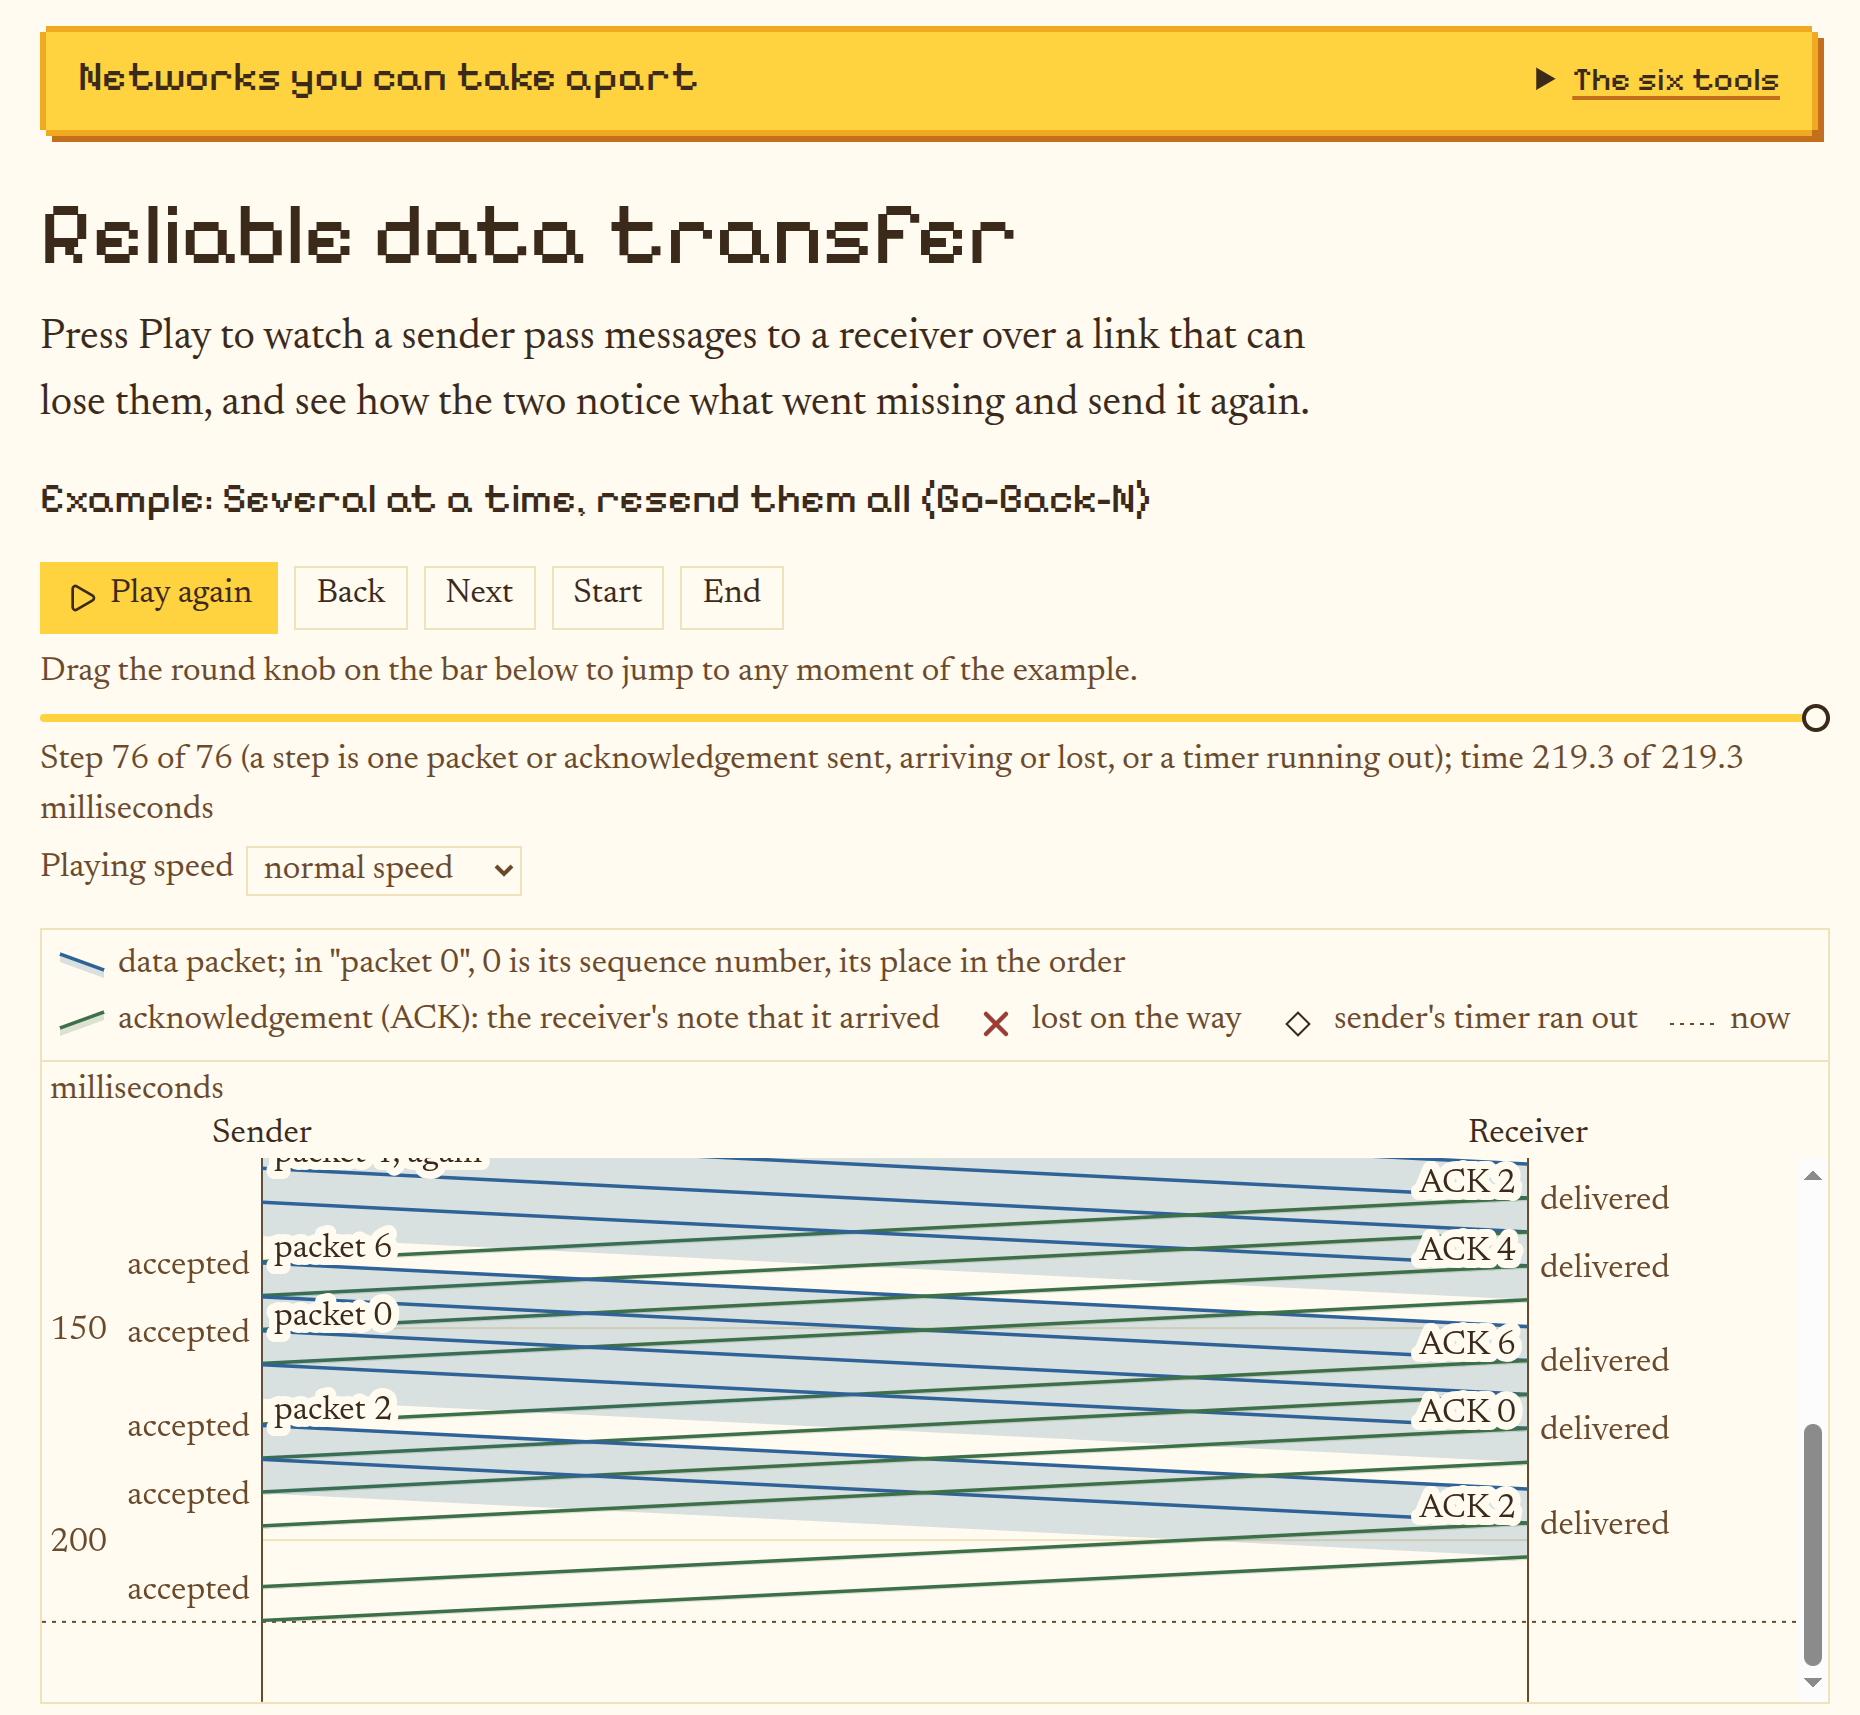 Networks you can take apart
The six tools
Reliable data transfer
Press Play to watch a sender pass messages to a receiver over a link that can
lose them, and see how the two notice what went missing and send it again.
Example: Several at a time, resend them all (Go-Back-N)
Play again Back Next Start End
Drag the round knob on the bar below to jump to any moment of the example.
Step 76 of 76 (a step is one packet or acknowledgement sent, arriving or lost, or a timer running out); time 219.3 of 219.3
milliseconds
Playing speed normal speed
data packet; in "packet 0", 0 is its sequence number, its place in the order
acknowledgement (ACK): the receiver's note that it arrived lost on the way sender's timer ran out now
milliseconds
Sender Receiver
ACK 2 delivered
packet 6 ACK 4
accepted delivered
packet 0
150 accepted ACK 6 delivered
packet 2 ACK 0
accepted delivered
accepted ACK 2 delivered
200
accepted